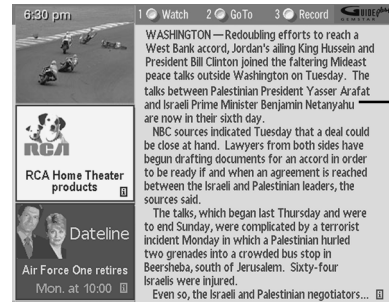 6:30 pm
1 Watch 2 GoTo 3 Record
GUIDE Plus
GEMSTAR
WASHINGTON — Redoubling efforts to reach a
West Bank accord, Jordan's ailing King Hussein and
President Bill Clinton joined the faltering Mideast
peace talks outside Washington on Tuesday. The
talks between Palestinian President Yasser Arafat
and Israeli Prime Minister Benjamin Netanyahu
are now in their sixth day.
NBC sources indicated Tuesday that a deal could
be close at hand. Lawyers from both sides have
begun drafting documents for an accord in order
to be ready if and when an agreement is reached
between the Israeli and Palestinian leaders, the
sources said.
The talks, which began last Thursday and were
to end Sunday, were complicated by a terrorist
incident Monday in which a Palestinian hurled
two grenades into a crowded bus stop in
Beersheba, south of Jerusalem. Sixty-four
Israelis were injured.
Even so, the Israeli and Palestinian negotiators... i
RCA
RCA Home Theater
products i
Dateline
Air Force One retires
Mon. at 10:00 i